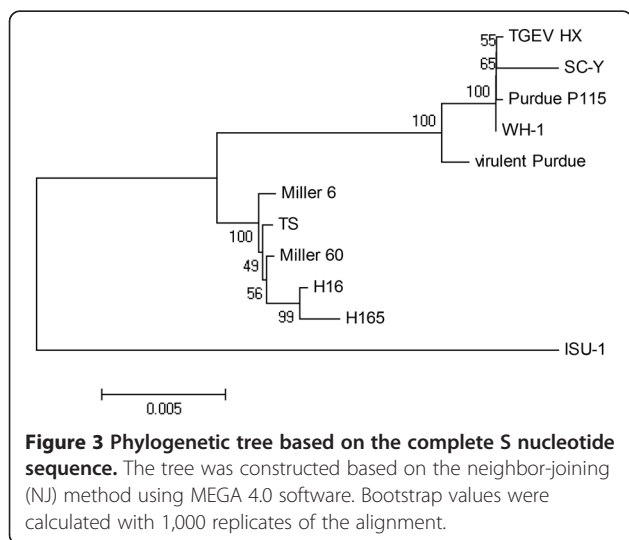 55
TGEV HX
65
SC-Y
100
Purdue P115
WH-1
100
virulent Purdue
Miller 6
100
TS
49
Miller 60
56
H16
99
H165
ISU-1
0.005
Figure 3 Phylogenetic tree based on the complete S nucleotide
sequence. The tree was constructed based on the neighbor-joining
(NJ) method using MEGA 4.0 software. Bootstrap values were
calculated with 1,000 replicates of the alignment.